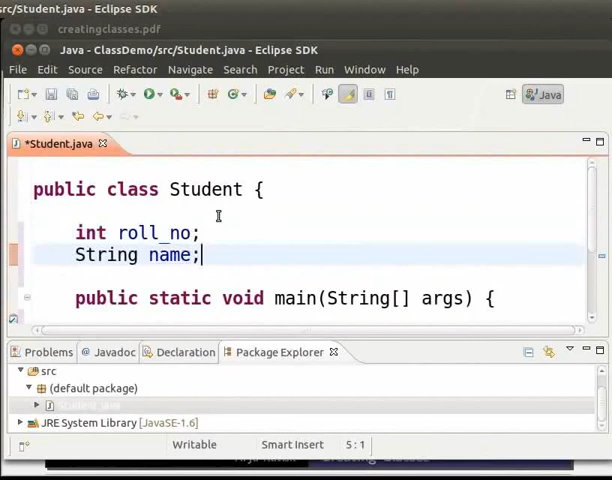 src/Student.java - Eclipse SDK
creatingclasses.pdf
Java - ClassDemo/src/Student.java - Eclipse SDK
File Edit Source Refactor Navigate Search Project Run Window Help
Java
*Student.java
public class Student {
int roll_no;
String name;
public static void main(String[] args) {
Problems Javadoc Declaration Package Explorer
src
(default package)
Student.java
JRE System Library [JavaSE-1.6]
Writable Smart Insert 5 : 1